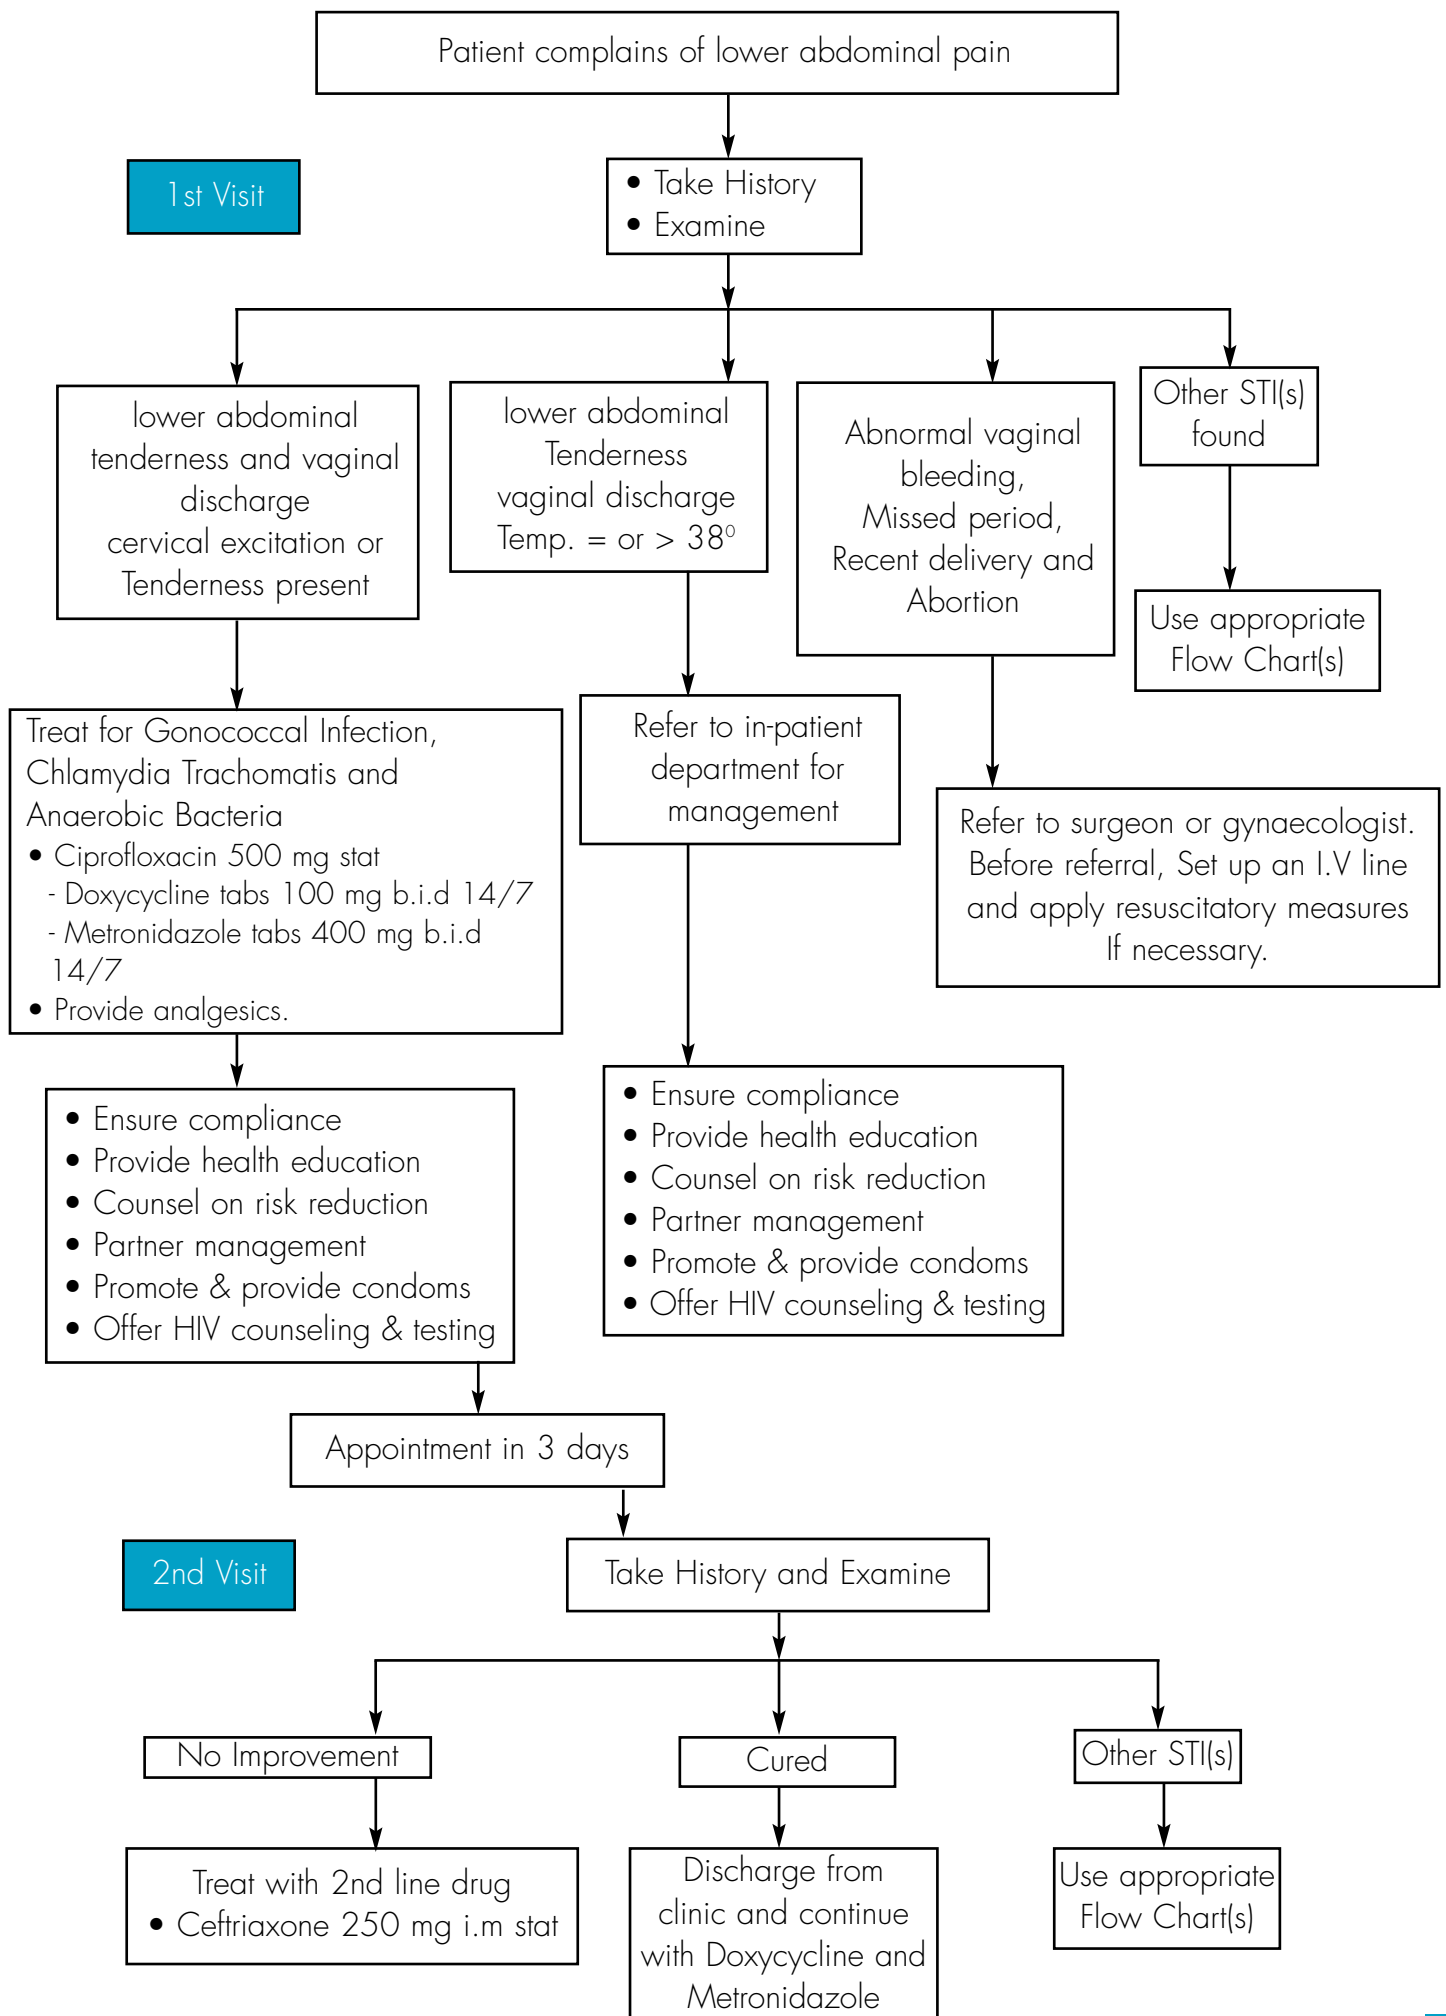 Patient complains of lower abdominal pain
1st Visit
• Take History
• Examine
lower abdominal
tenderness and vaginal
discharge
cervical excitation or
Tenderness present
lower abdominal
Tenderness
vaginal discharge
Temp. = or > 38⁰
Abnormal vaginal
bleeding,
Missed period,
Recent delivery and
Abortion
Other STI(s)
found
Use appropriate
Flow Chart(s)
Treat for Gonococcal Infection,
Chlamydia Trachomatis and
Anaerobic Bacteria
• Ciprofloxacin 500 mg stat
- Doxycycline tabs 100 mg b.i.d 14/7
- Metronidazole tabs 400 mg b.i.d
14/7
• Provide analgesics.
Refer to in-patient
department for
management
Refer to surgeon or gynaecologist.
Before referral, Set up an I.V line
and apply resuscitatory measures
If necessary.
• Ensure compliance
• Provide health education
• Counsel on risk reduction
• Partner management
• Promote & provide condoms
• Offer HIV counseling & testing
• Ensure compliance
• Provide health education
• Counsel on risk reduction
• Partner management
• Promote & provide condoms
• Offer HIV counseling & testing
Appointment in 3 days
2nd Visit
Take History and Examine
No Improvement
Cured
Other STI(s)
Treat with 2nd line drug
• Ceftriaxone 250 mg i.m stat
Discharge from
clinic and continue
with Doxycycline and
Metronidazole
Use appropriate
Flow Chart(s)